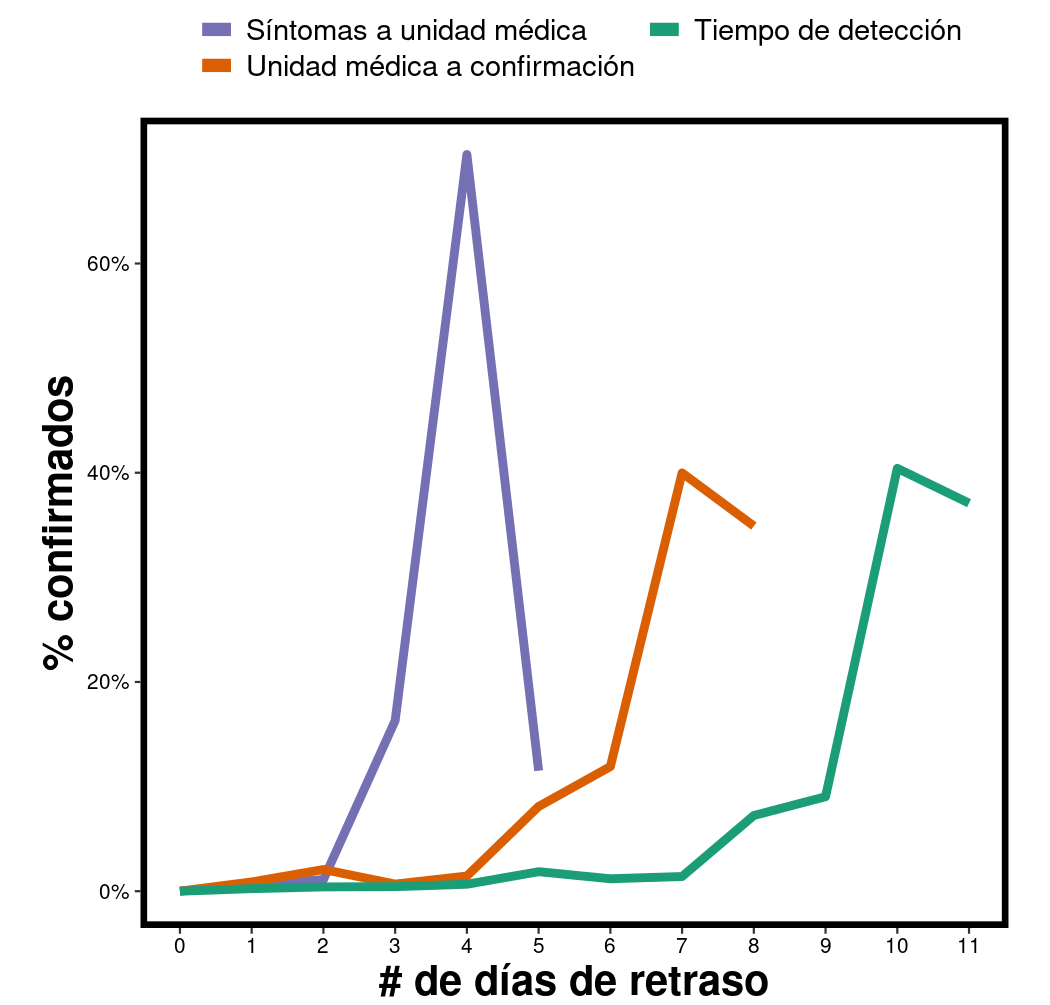 Síntomas a unidad médica
Tiempo de detección
Unidad médica a confirmación
% confirmados
60%
40%
20%
0%
0 1 2 3 4 5 6 7 8 9 10 11
# de días de retraso